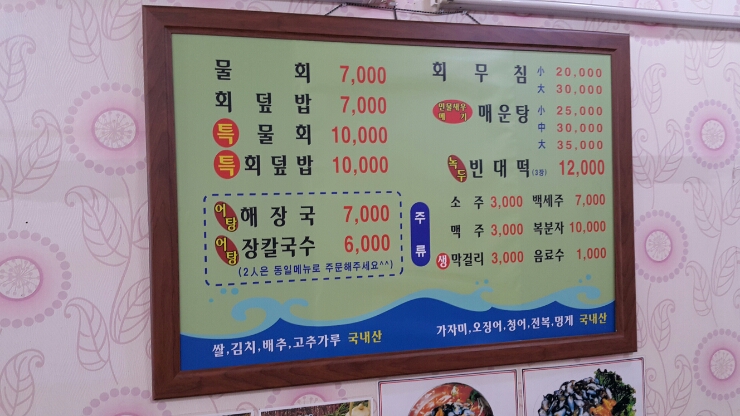 물 회 7,000
회 덮 밥 7,000
특 물 회 10,000
특 회 덮 밥 10,000
어탕 해 장 국 7,000
어탕 장칼국수 6,000
(2人은 동일메뉴로 주문해주세요^^)
회 무 침 小 20,000
大 30,000
민물새우 메기 매운탕 小 25,000
中 30,000
大 35,000
녹두 빈 대 떡 (3장) 12,000
주류
소 주 3,000 백세주 7,000
맥 주 3,000 복분자 10,000
생 막걸리 3,000 음료수 1,000
쌀,김치,배추,고추가루 국내산
가자미,오징어,청어,전복,멍게 국내산